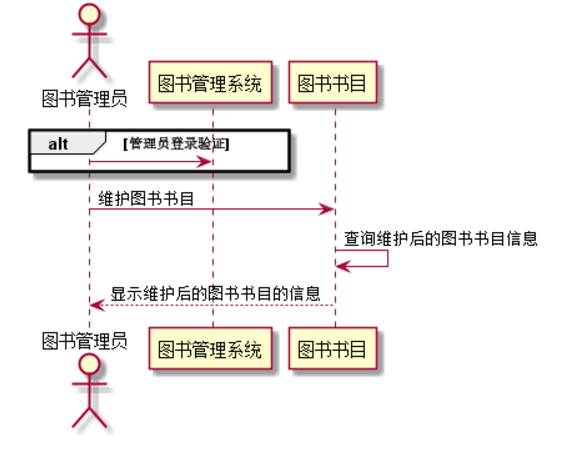 图书管理员
图书管理系统
图书书目
alt
[管理员登录验证]
维护图书书目
查询维护后的图书书目信息
显示维护后的图书书目的信息
图书管理员
图书管理系统
图书书目